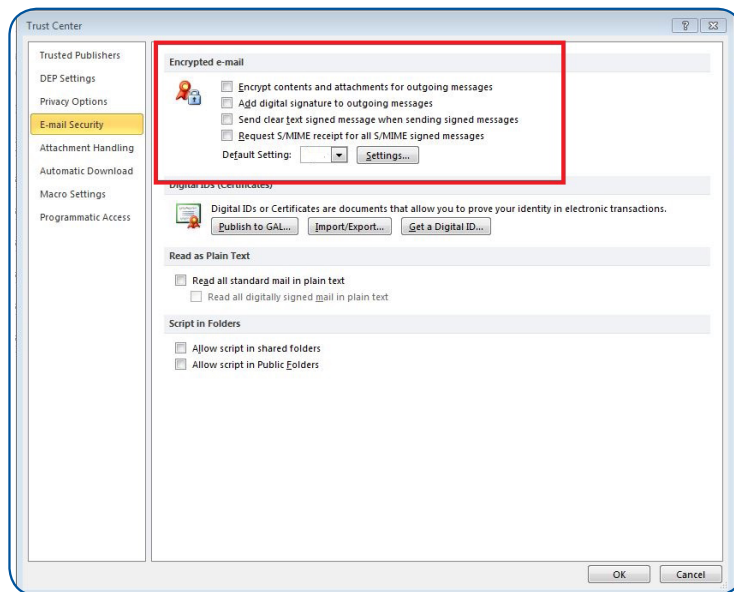 Trust Center
Trusted Publishers
DEP Settings
Privacy Options
E-mail Security
Attachment Handling
Automatic Download
Macro Settings
Programmatic Access
Encrypted e-mail
Encrypt contents and attachments for outgoing messages
Add digital signature to outgoing messages
Send clear text signed message when sending signed messages
Request S/MIME receipt for all S/MIME signed messages
Default Setting: Settings...
Digital IDs (Certificates)
Digital IDs or Certificates are documents that allow you to prove your identity in electronic transactions.
Publish to GAL... Import/Export... Get a Digital ID...
Read as Plain Text
Read all standard mail in plain text
Read all digitally signed mail in plain text
Script in Folders
Allow script in shared folders
Allow script in Public Folders
OK Cancel